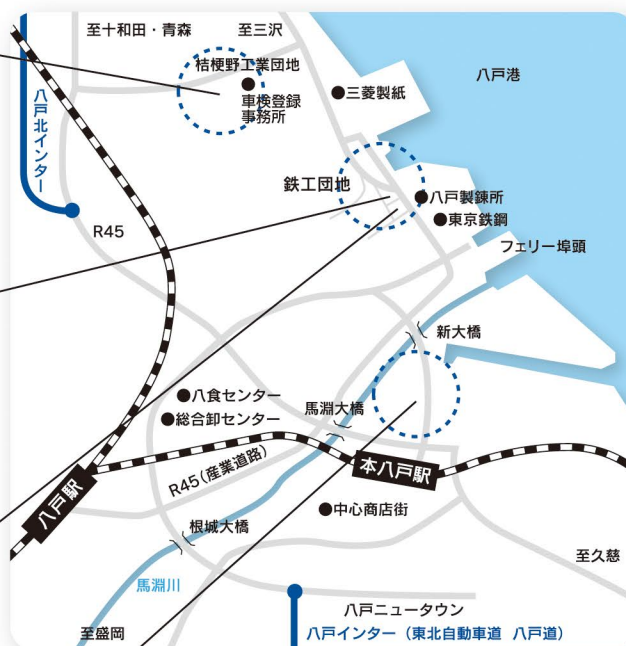 至十和田・青森
至三沢
桔梗野工業団地
八戸港
車検登録
事務所
三菱製紙
八戸北インター
鉄工団地
八戸製錬所
東京鉄鋼
R45
フェリー埠頭
新大橋
八食センター
馬淵大橋
総合卸センター
本八戸駅
R45(産業道路)
八戸駅
中心商店街
根城大橋
至久慈
馬淵川
八戸ニュータウン
至盛岡
八戸インター（東北自動車道 八戸道）